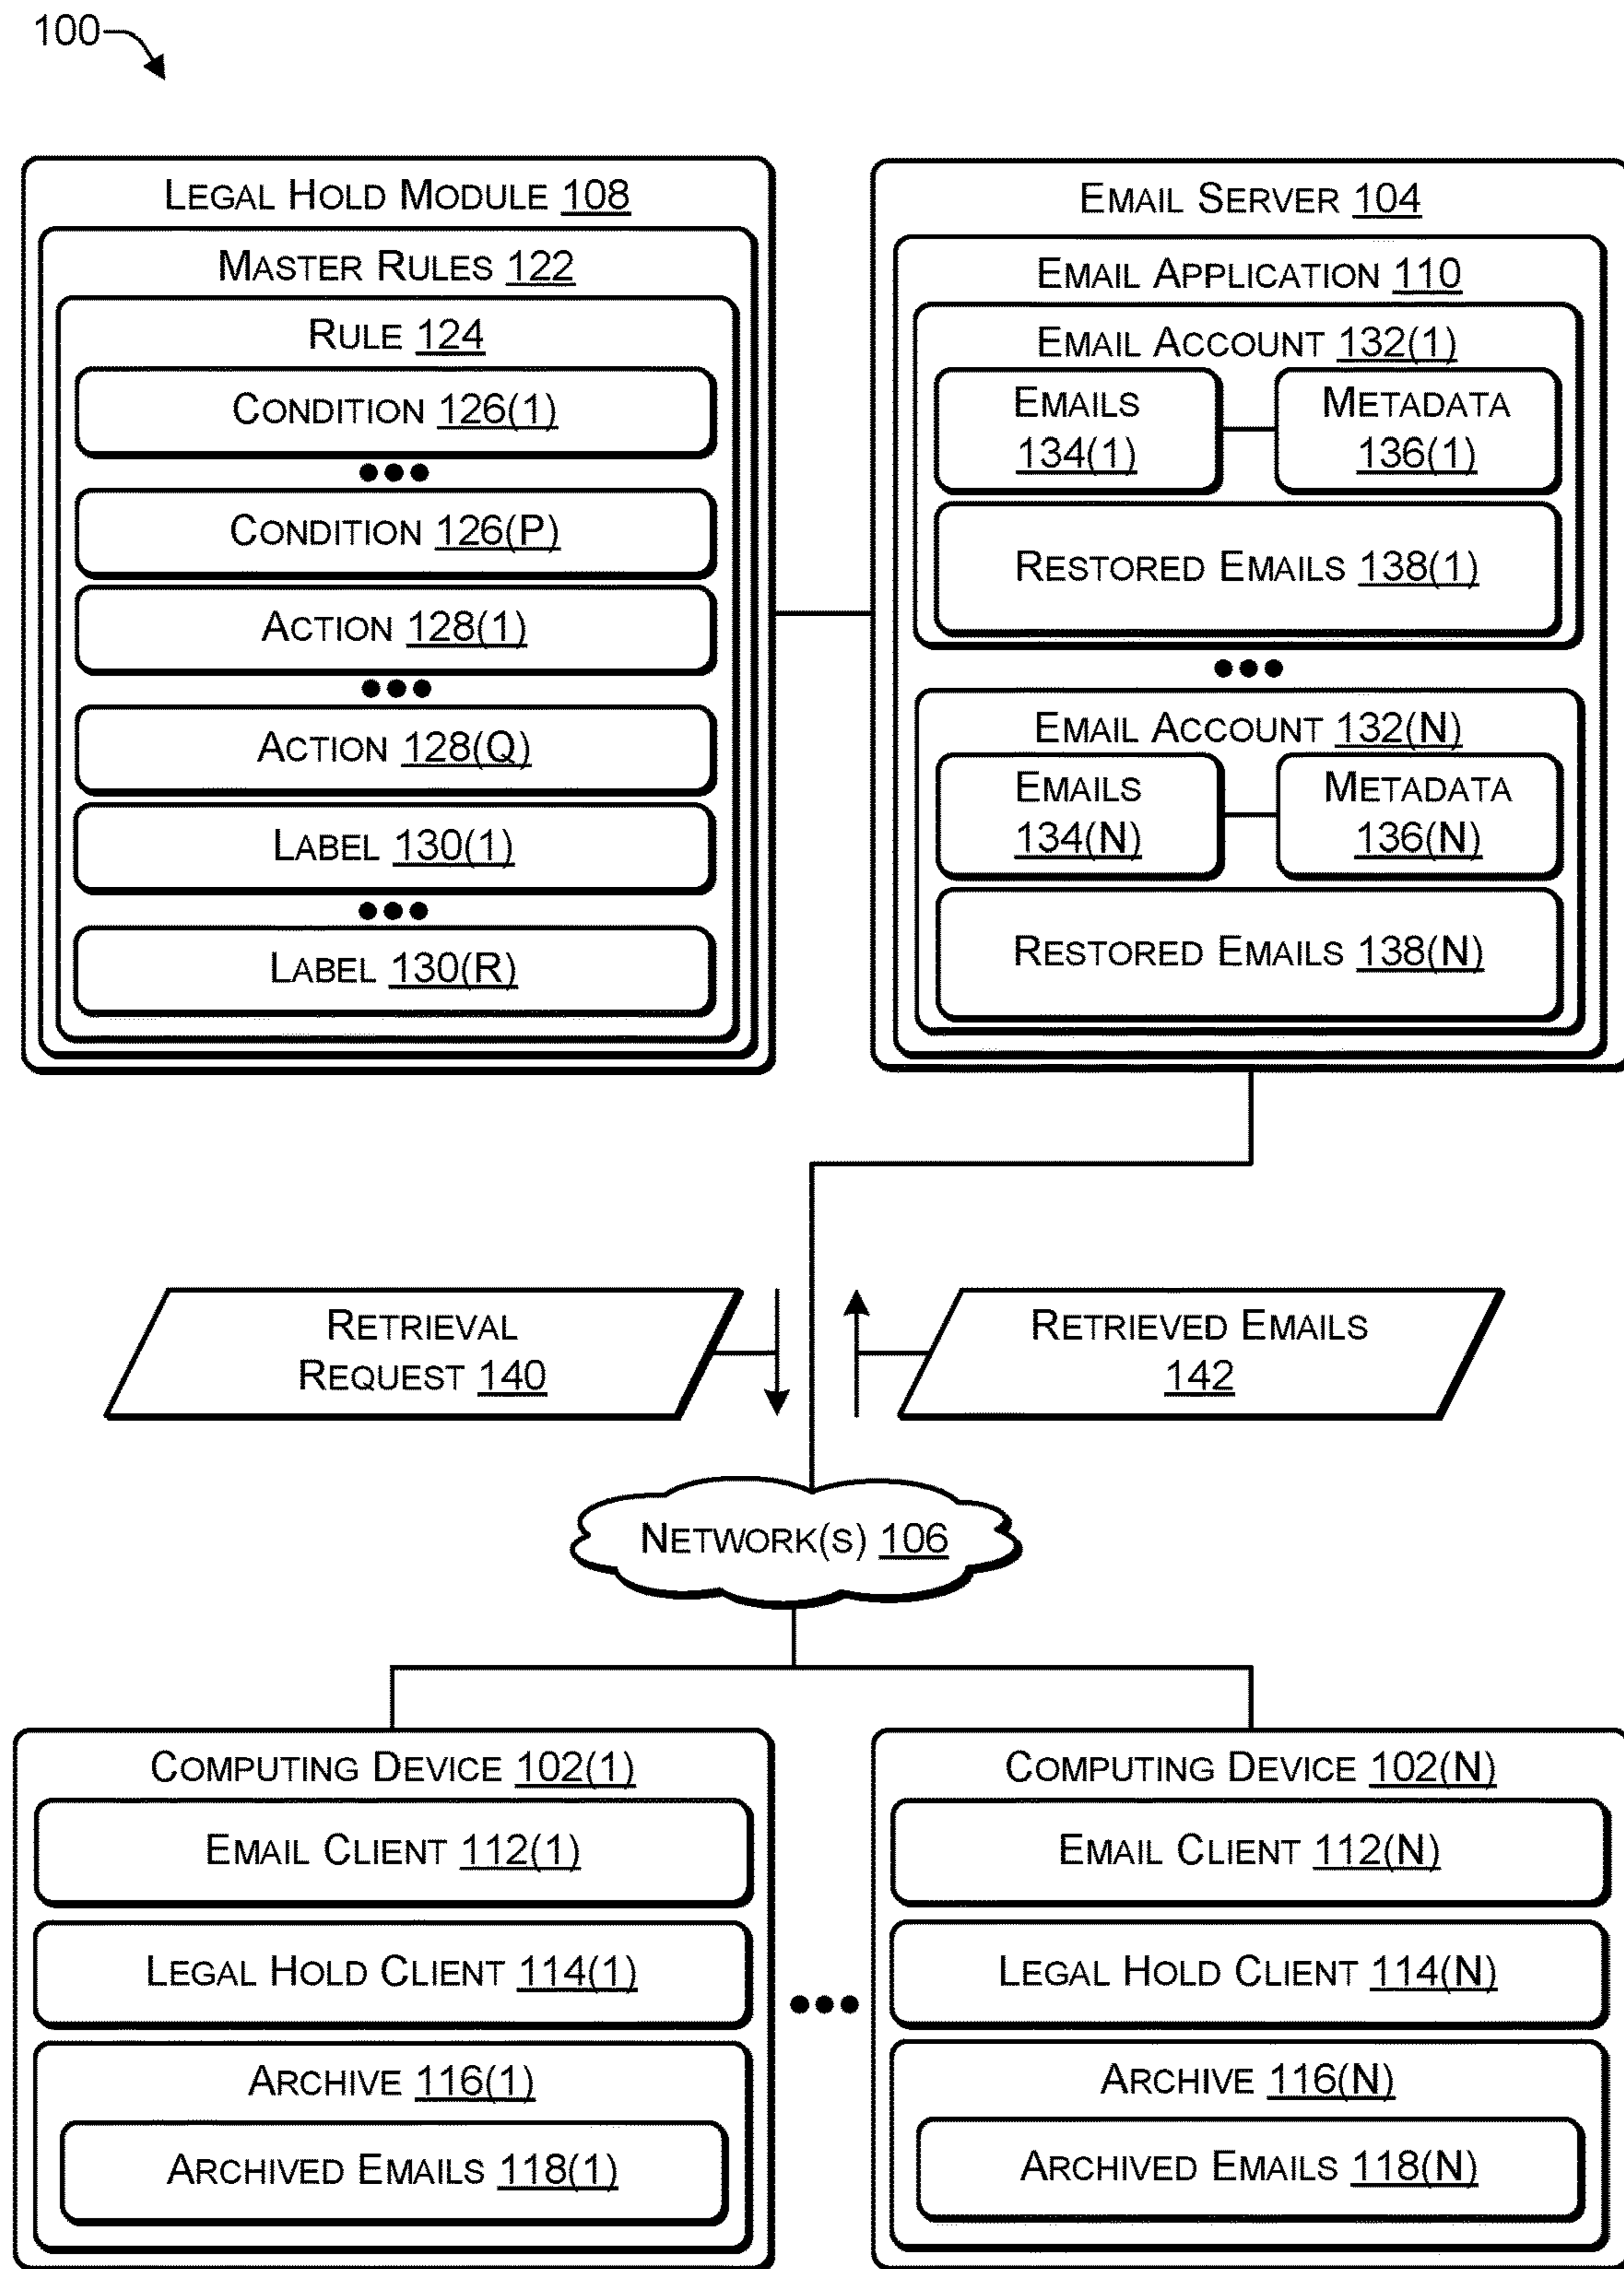 100
LEGAL HOLD MODULE 108
MASTER RULES 122
RULE 124
CONDITION 126(1)
•••
CONDITION 126(P)
ACTION 128(1)
•••
ACTION 128(Q)
LABEL 130(1)
•••
LABEL 130(R)
EMAIL SERVER 104
EMAIL APPLICATION 110
EMAIL ACCOUNT 132(1)
EMAILS
134(1)
METADATA
136(1)
RESTORED EMAILS 138(1)
•••
EMAIL ACCOUNT 132(N)
EMAILS
134(N)
METADATA
136(N)
RESTORED EMAILS 138(N)
RETRIEVAL
REQUEST 140
RETRIEVED EMAILS
142
NETWORK(S) 106
COMPUTING DEVICE 102(1)
EMAIL CLIENT 112(1)
LEGAL HOLD CLIENT 114(1)
ARCHIVE 116(1)
ARCHIVED EMAILS 118(1)
•••
COMPUTING DEVICE 102(N)
EMAIL CLIENT 112(N)
LEGAL HOLD CLIENT 114(N)
ARCHIVE 116(N)
ARCHIVED EMAILS 118(N)